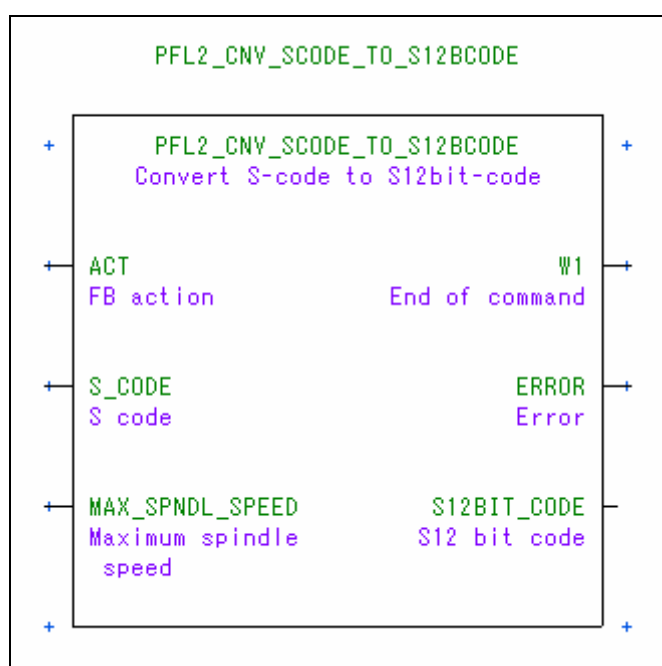 PFL2_CNV_SCODE_TO_S12BCODE
PFL2_CNV_SCODE_TO_S12BCODE
Convert S-code to S12bit-code
ACT W1
FB action End of command
S_CODE ERROR
S code Error
MAX_SPNDL_SPEED S12BIT_CODE
Maximum spindle S12 bit code
speed